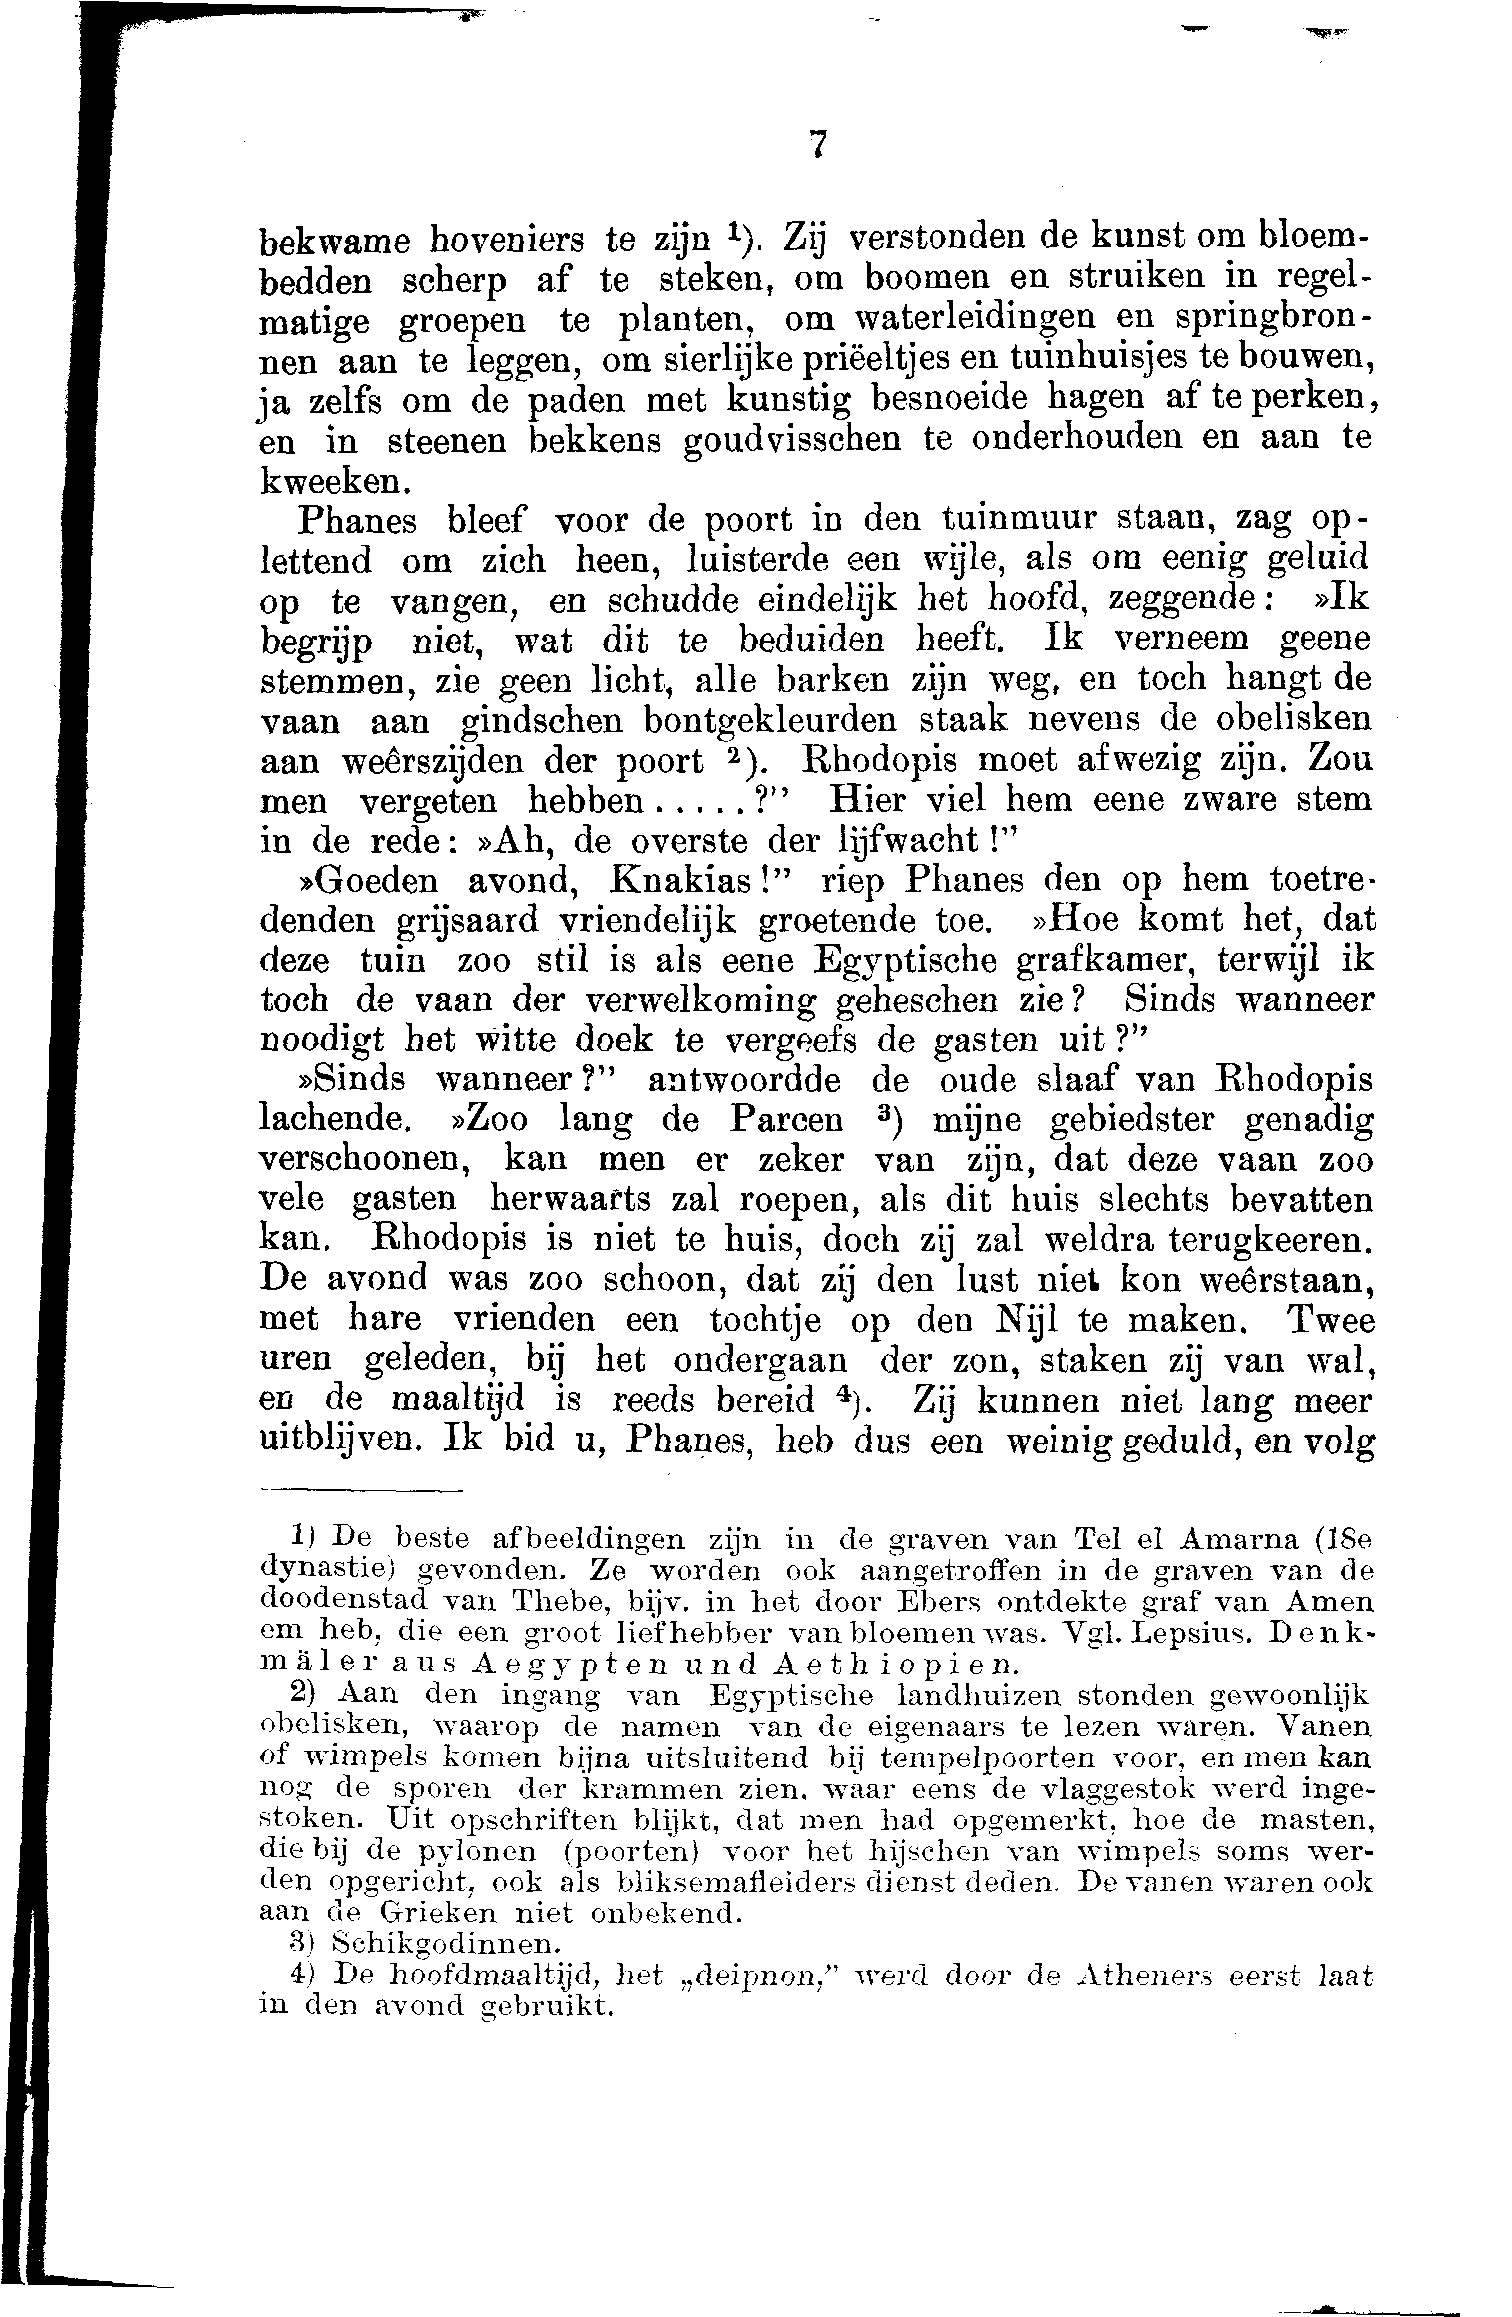 7
bekwame hoveniers te zijn ¹). Zij verstonden de kunst om bloem-
bedden scherp af te steken, om boomen en struiken in regel-
matige groepen te planten, om waterleidingen en springbron-
nen aan te leggen, om sierlijke priëeltjes en tuinhuisjes te bouwen,
ja zelfs om de paden met kunstig besnoeide hagen af te perken,
en in steenen bekkens goudvisschen te onderhouden en aan te
kweeken.
Phanes bleef voor de poort in den tuinmuur staan, zag op-
lettend om zich heen, luisterde een wijle, als om eenig geluid
op te vangen, en schudde eindelijk het hoofd, zeggende: »Ik
begrijp niet, wat dit te beduiden heeft. Ik verneem geene
stemmen, zie geen licht, alle barken zijn weg, en toch hangt de
vaan aan gindschen bontgekleurden staak nevens de obelisken
aan weêrszijden der poort ²). Rhodopis moet afwezig zijn. Zou
men vergeten hebben.....?” Hier viel hem eene zware stem
in de rede: »Ah, de overste der lijfwacht!”
»Goeden avond, Knakias!” riep Phanes den op hem toetre-
denden grijsaard vriendelijk groetende toe. »Hoe komt het, dat
deze tuin zoo stil is als eene Egyptische grafkamer, terwijl ik
toch de vaan der verwelkoming geheschen zie? Sinds wanneer
noodigt het witte doek te vergeefs de gasten uit?”
»Sinds wanneer?” antwoordde de oude slaaf van Rhodopis
lachende. »Zoo lang de Parcen ³) mijne gebiedster genadig
verschoonen, kan men er zeker van zijn, dat deze vaan zoo
vele gasten herwaarts zal roepen, als dit huis slechts bevatten
kan. Rhodopis is niet te huis, doch zij zal weldra terugkeeren.
De avond was zoo schoon, dat zij den lust niet kon weêrstaan,
met hare vrienden een tochtje op den Nijl te maken. Twee
uren geleden, bij het ondergaan der zon, staken zij van wal,
en de maaltijd is reeds bereid ⁴). Zij kunnen niet lang meer
uitblijven. Ik bid u, Phanes, heb dus een weinig geduld, en volg
1) De beste afbeeldingen zijn in de graven van Tel el Amarna (18e
dynastie) gevonden. Ze worden ook aangetroffen in de graven van de
doodenstad van Thebe, bijv. in het door Ebers ontdekte graf van Amen
em heb, die een groot liefhebber van bloemen was. Vgl. Lepsius. Denk-
mäler aus Aegypten und Aethiopien.
2) Aan den ingang van Egyptische landhuizen stonden gewoonlijk
obelisken, waarop de namen van de eigenaars te lezen waren. Vanen
of wimpels komen bijna uitsluitend bij tempelpoorten voor, en men kan
nog de sporen der krammen zien, waar eens de vlaggestok werd inge-
stoken. Uit opschriften blijkt, dat men had opgemerkt, hoe de masten,
die bij de pylonen (poorten) voor het hijschen van wimpels soms wer-
den opgericht, ook als bliksemafleiders dienst deden. De vanen waren ook
aan de Grieken niet onbekend.
3) Schikgodinnen.
4) De hoofdmaaltijd, het „deipnon,” werd door de Atheners eerst laat
in den avond gebruikt.